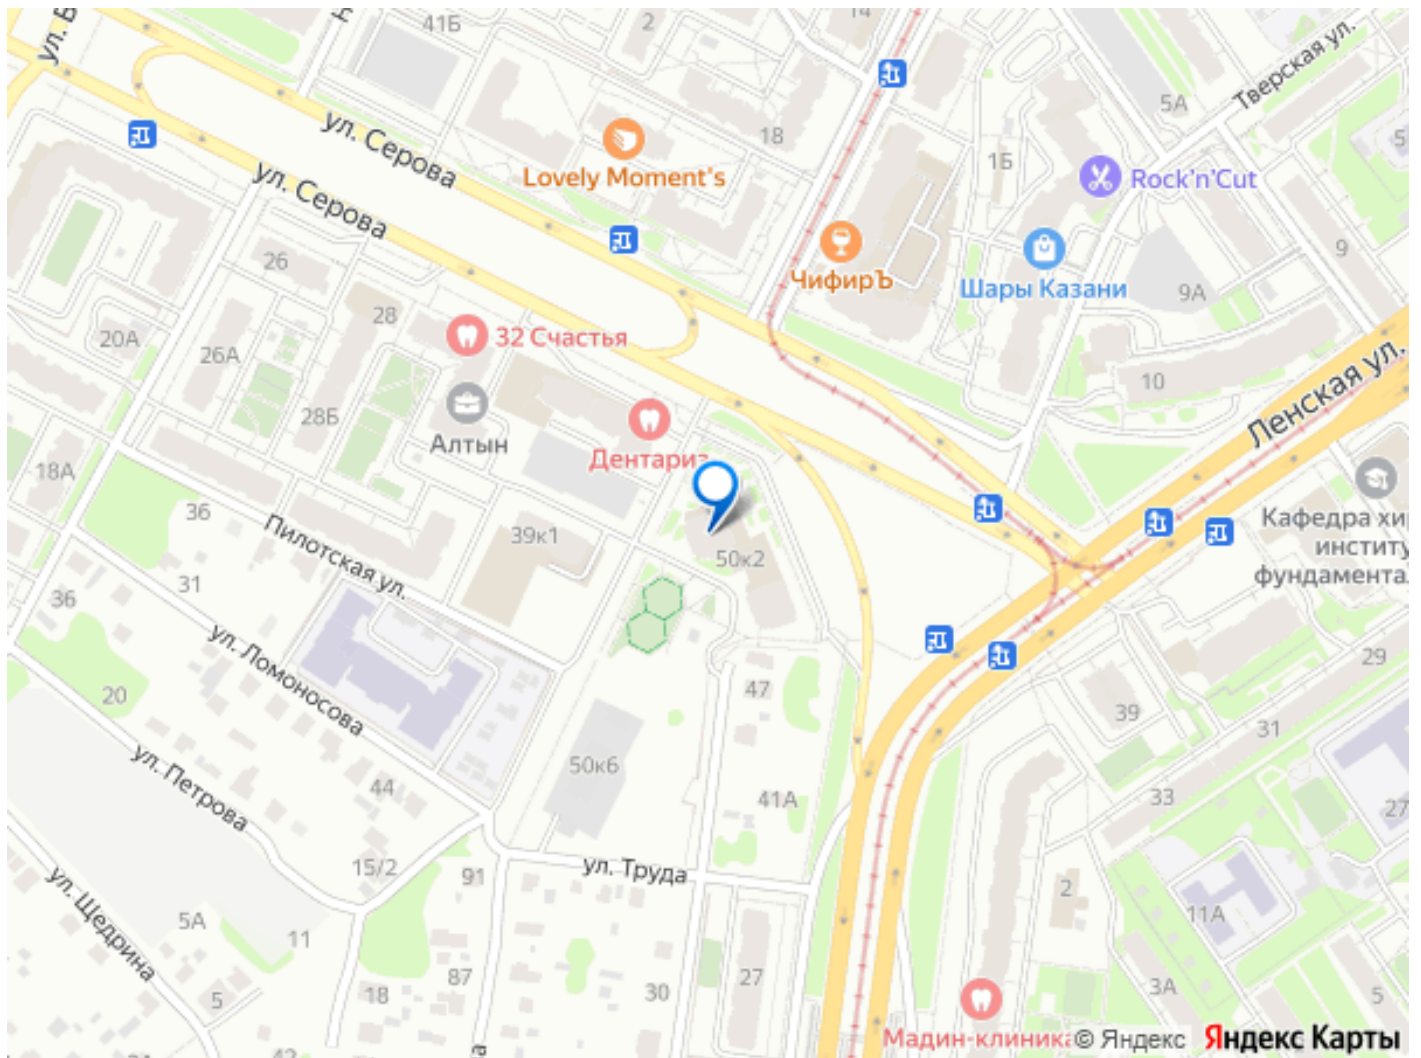 41Б
2
14
ул. Серова
18
Тверская ул.
5А
5
Lovely Moment's
1Б
Rock'n'Cut
ул. Серова
26
9
ЧифирЪ
Шары Казани
9А
28
20А
26А
32 Счастья
28Б
10
Ленская ул.
Алтын
Дентариз
18А
36
Пилотская ул.
39к1
50к2
Кафедра хи
институ
фундамента
31
36
ул. Ломоносова
20
47
29
39
31
ул. Петрова
50к6
44
41А
33
27
15/2
91
ул. Труда
2
ул. Щедрина
5А
11
11А
87
18
30
27
5
3А
5
Мадин-клиника
© Яндекс Яндекс Карты